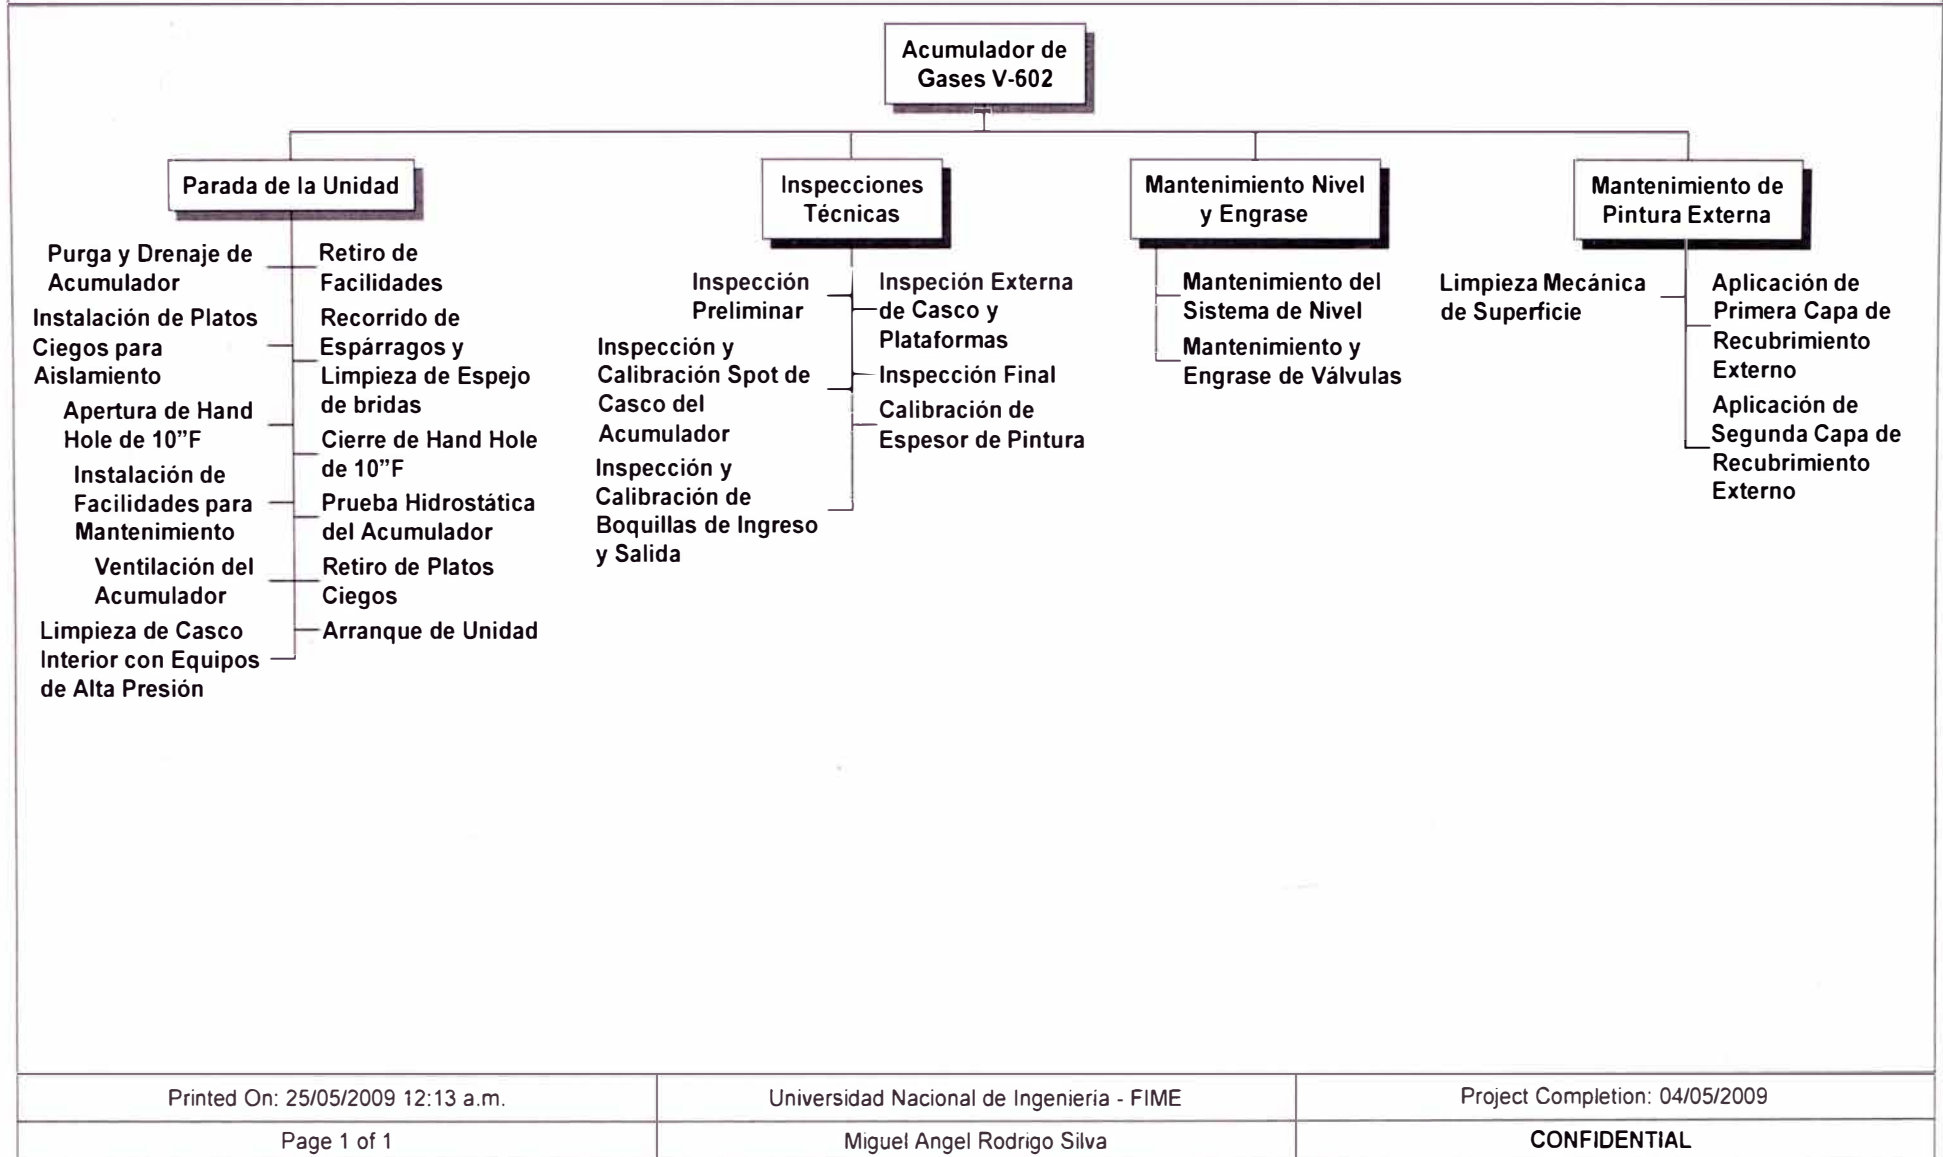 Acumulador de
Gases V-602
Parada de la Unidad
Purga y Drenaje de
Acumulador
Instalación de Platos
Ciegos para
Aislamiento
Apertura de Hand
Hole de 10”F
Instalación de
Facilidades para
Mantenimiento
Ventilación del
Acumulador
Limpieza de Casco
Interior con Equipos
de Alta Presión
Retiro de
Facilidades
Recorrido de
Espárragos y
Limpieza de Espejo
de bridas
Cierre de Hand Hole
de 10”F
Prueba Hidrostática
del Acumulador
Retiro de Platos
Ciegos
Arranque de Unidad
Inspecciones
Técnicas
Inspección
Preliminar
Inspección y
Calibración Spot de
Casco del
Acumulador
Inspección y
Calibración de
Boquillas de Ingreso
y Salida
Inspeción Externa
de Casco y
Plataformas
Inspección Final
Calibración de
Espesor de Pintura
Mantenimiento Nivel
y Engrase
Mantenimiento del
Sistema de Nivel
Mantenimiento y
Engrase de Válvulas
Mantenimiento de
Pintura Externa
Limpieza Mecánica
de Superficie
Aplicación de
Primera Capa de
Recubrimiento
Externo
Aplicación de
Segunda Capa de
Recubrimiento
Externo
Printed On: 25/05/2009 12:13 a.m.
Universidad Nacional de Ingeniería - FIME
Project Completion: 04/05/2009
Page 1 of 1
Miguel Angel Rodrigo Silva
CONFIDENTIAL